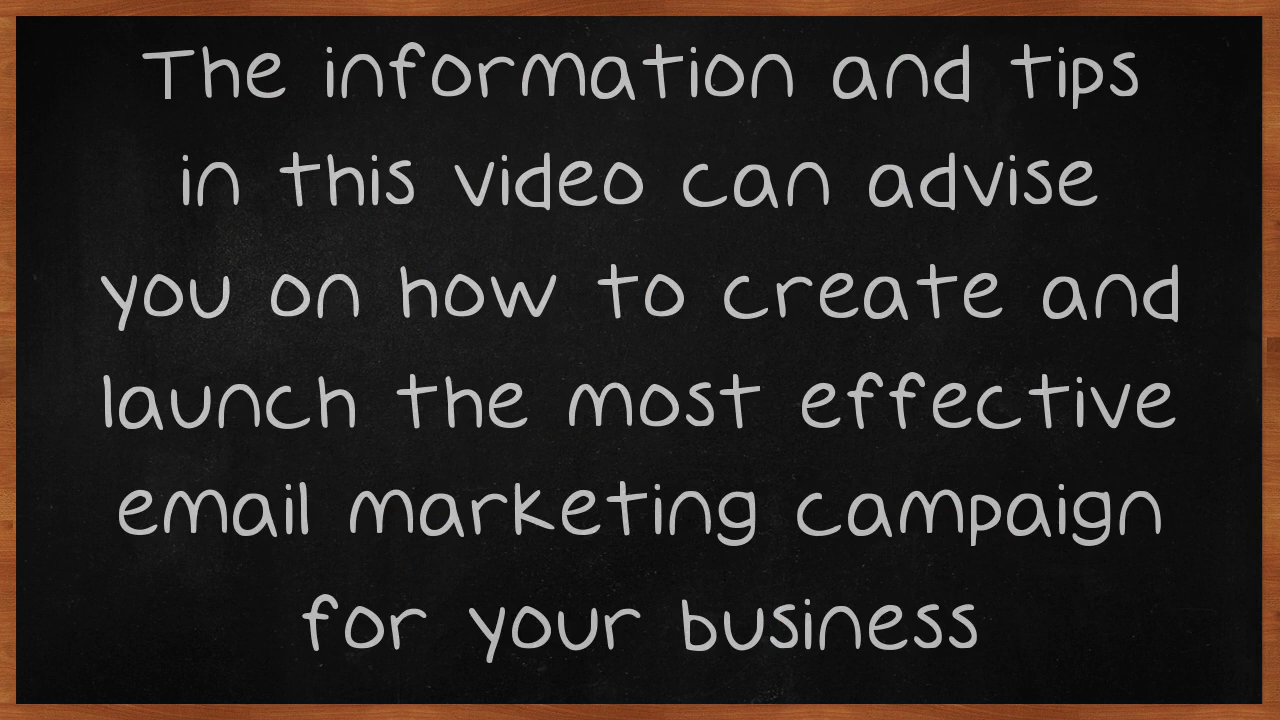 The information and tips
in this video can advise
you on how to create and
launch the most effective
email marketing campaign
for your business